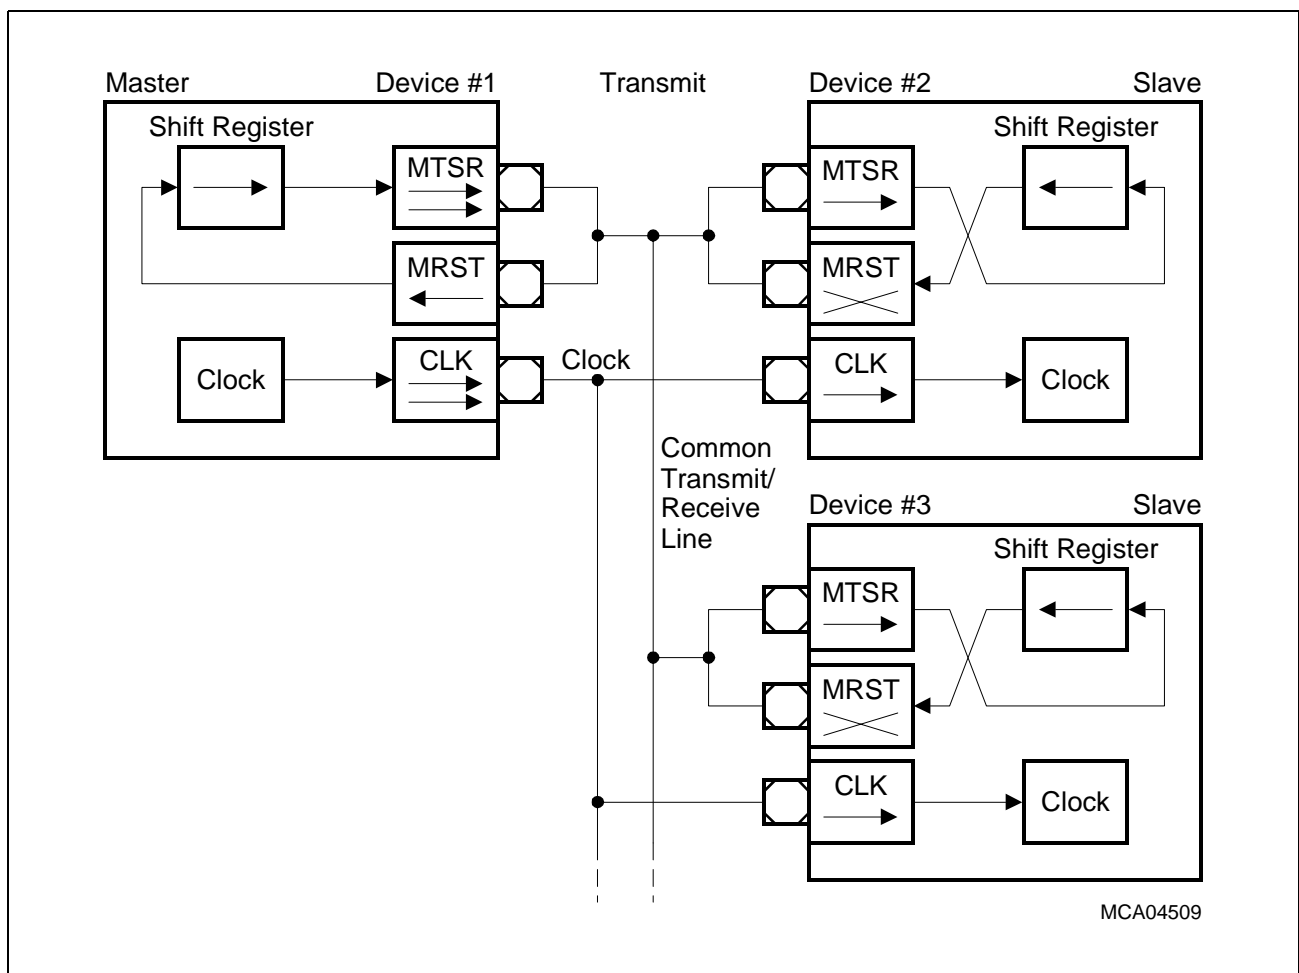 Master Device #1 Transmit Device #2 Slave
Shift Register Shift Register
MTSR MTSR
MRST MRST
Clock CLK Clock CLK Clock
Common
Transmit/
Receive
Line
Device #3 Slave
Shift Register
MTSR
MRST
CLK Clock
MCA04509